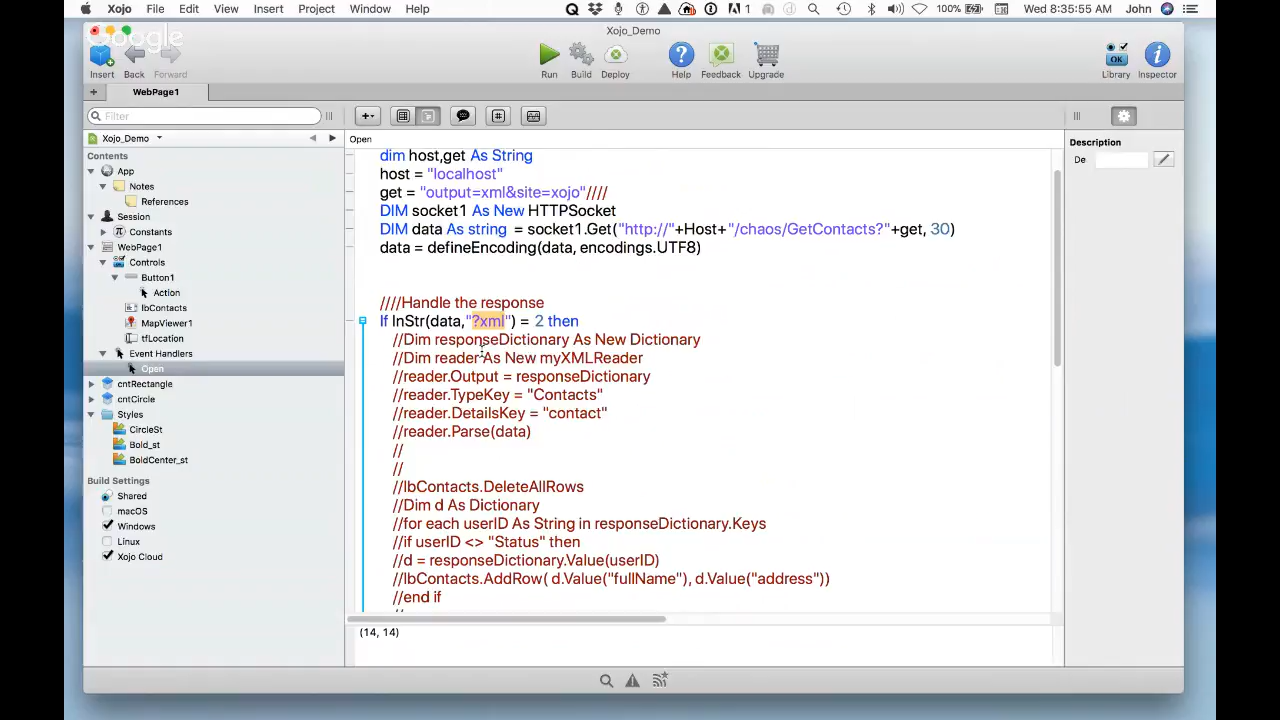 Xojo File Edit View Insert Project Window Help 1 100% Wed 8:35:55 AM John
Google
Xojo_Demo
Insert Back Forward Run Build Deploy Help Feedback Upgrade Library Inspector
OK
WebPage1
Filter
Xojo_Demo
Contents
App
Notes
References
Session
Constants
WebPage1
Controls
Button1
Action
lbContacts
MapViewer1
tfLocation
Event Handlers
Open
cntRectangle
cntCircle
Styles
CircleSt
Bold_st
BoldCenter_st
Build Settings
Shared
macOS
Windows
Linux
Xojo Cloud
Open
dim host,get As String
host = "localhost"
get = "output=xml&site=xojo"////
DIM socket1 As New HTTPSocket
DIM data As string = socket1.Get("http://"+Host+"/chaos/GetContacts?"+get, 30)
data = defineEncoding(data, encodings.UTF8)
////Handle the response
If InStr(data,"?xml") = 2 then
//Dim responseDictionary As New Dictionary
//Dim reader As New myXMLReader
//reader.Output = responseDictionary
//reader.TypeKey = "Contacts"
//reader.DetailsKey = "contact"
//reader.Parse(data)
//
//
//lbContacts.DeleteAllRows
//Dim d As Dictionary
//for each userID As String in responseDictionary.Keys
//if userID <> "Status" then
//d = responseDictionary.Value(userID)
//lbContacts.AddRow( d.Value("fullName"), d.Value("address"))
//end if
(14, 14)
Description
De